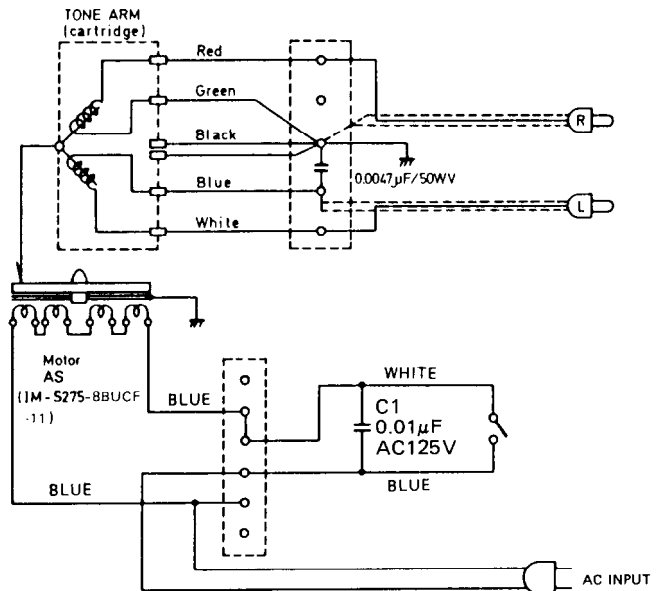 TONE ARM
(cartridge)
Red
Green
Black
Blue
White
R
L
0.0047μF/50WV
Motor
AS
(IM-S275-8BUCF
-11)
BLUE
WHITE
C1
0.01μF
AC125V
BLUE
BLUE
AC INPUT